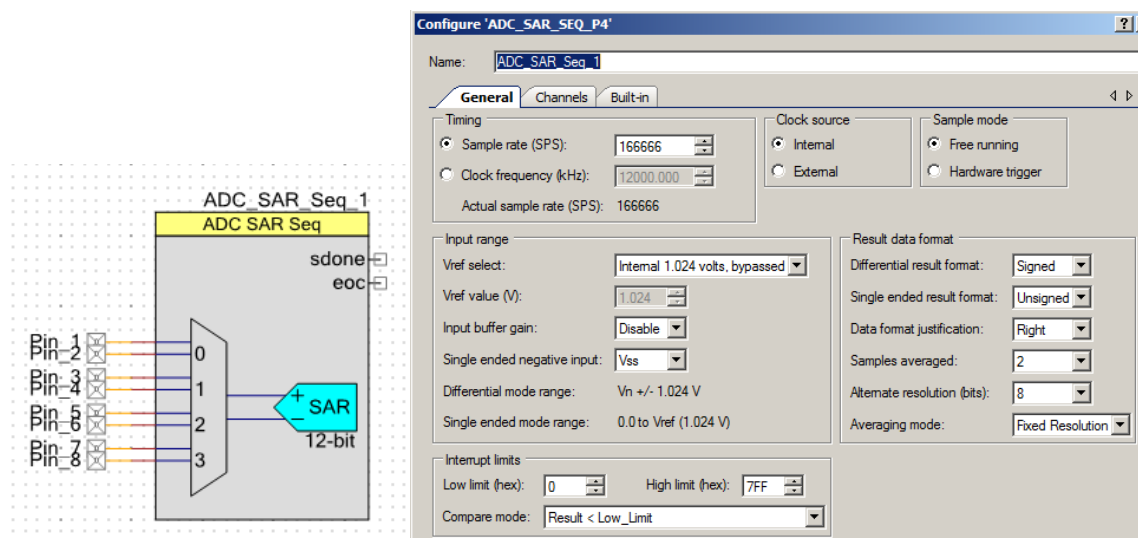 ADC_SAR_Seq_1
ADC SAR Seq
sdone
eoc
Pin_1
Pin_2
0
Pin_3
Pin_4
1
Pin_5
Pin_6
2
Pin_7
Pin_8
3
+
SAR
−
12-bit
Configure 'ADC_SAR_SEQ_P4'
?
Name: ADC_SAR_Seq_1
General Channels Built-in
Timing
Sample rate (SPS): 166666
Clock frequency (kHz): 12000.000
Actual sample rate (SPS): 166666
Clock source
Internal
External
Sample mode
Free running
Hardware trigger
Input range
Vref select: Internal 1.024 volts, bypassed
Vref value (V): 1.024
Input buffer gain: Disable
Single ended negative input: Vss
Differential mode range: Vn +/- 1.024 V
Single ended mode range: 0.0 to Vref (1.024 V)
Result data format
Differential result format: Signed
Single ended result format: Unsigned
Data format justification: Right
Samples averaged: 2
Alternate resolution (bits): 8
Averaging mode: Fixed Resolution
Interrupt limits
Low limit (hex): 0 High limit (hex): 7FF
Compare mode: Result < Low_Limit